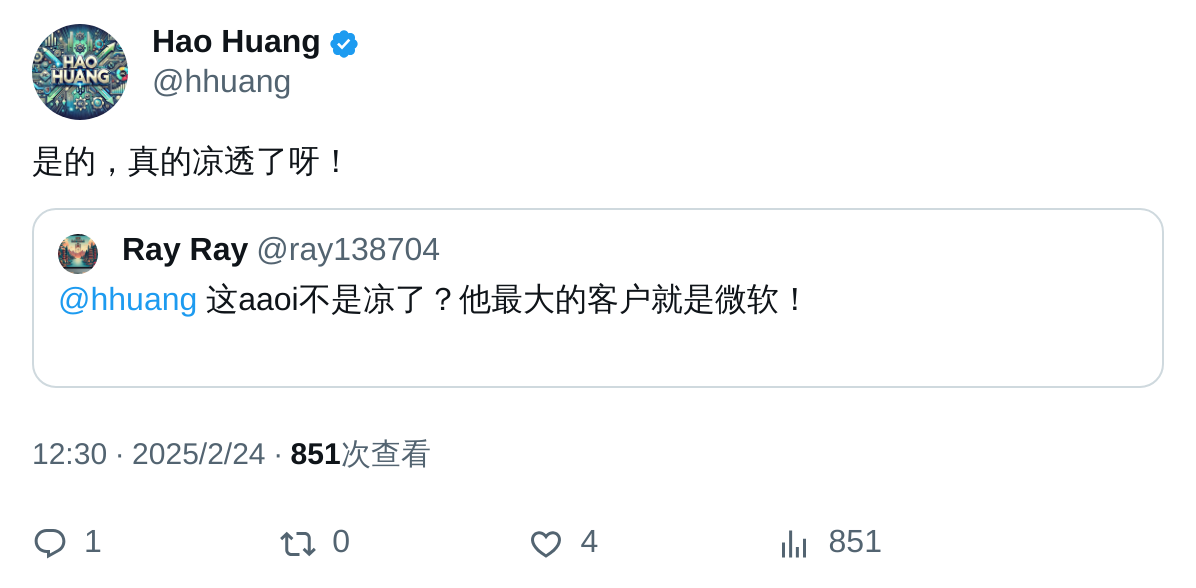 HAO
HUANG
Hao Huang
@hhuang
是的，真的凉透了呀！
Ray Ray @ray138704
@hhuang 这aaoi不是凉了？他最大的客户就是微软！
12:30 · 2025/2/24 · 851次查看
1 0 4 851